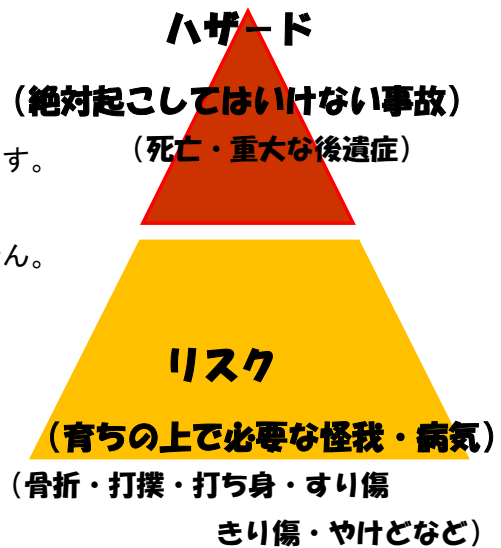 ハザード
（絶対起こしてはいけない事故）
（死亡・重大な後遺症）
す。
ん。
リスク
（育ちの上で必要な怪我・病気）
（骨折・打撲・打ち身・すり傷
きり傷・やけどなど）